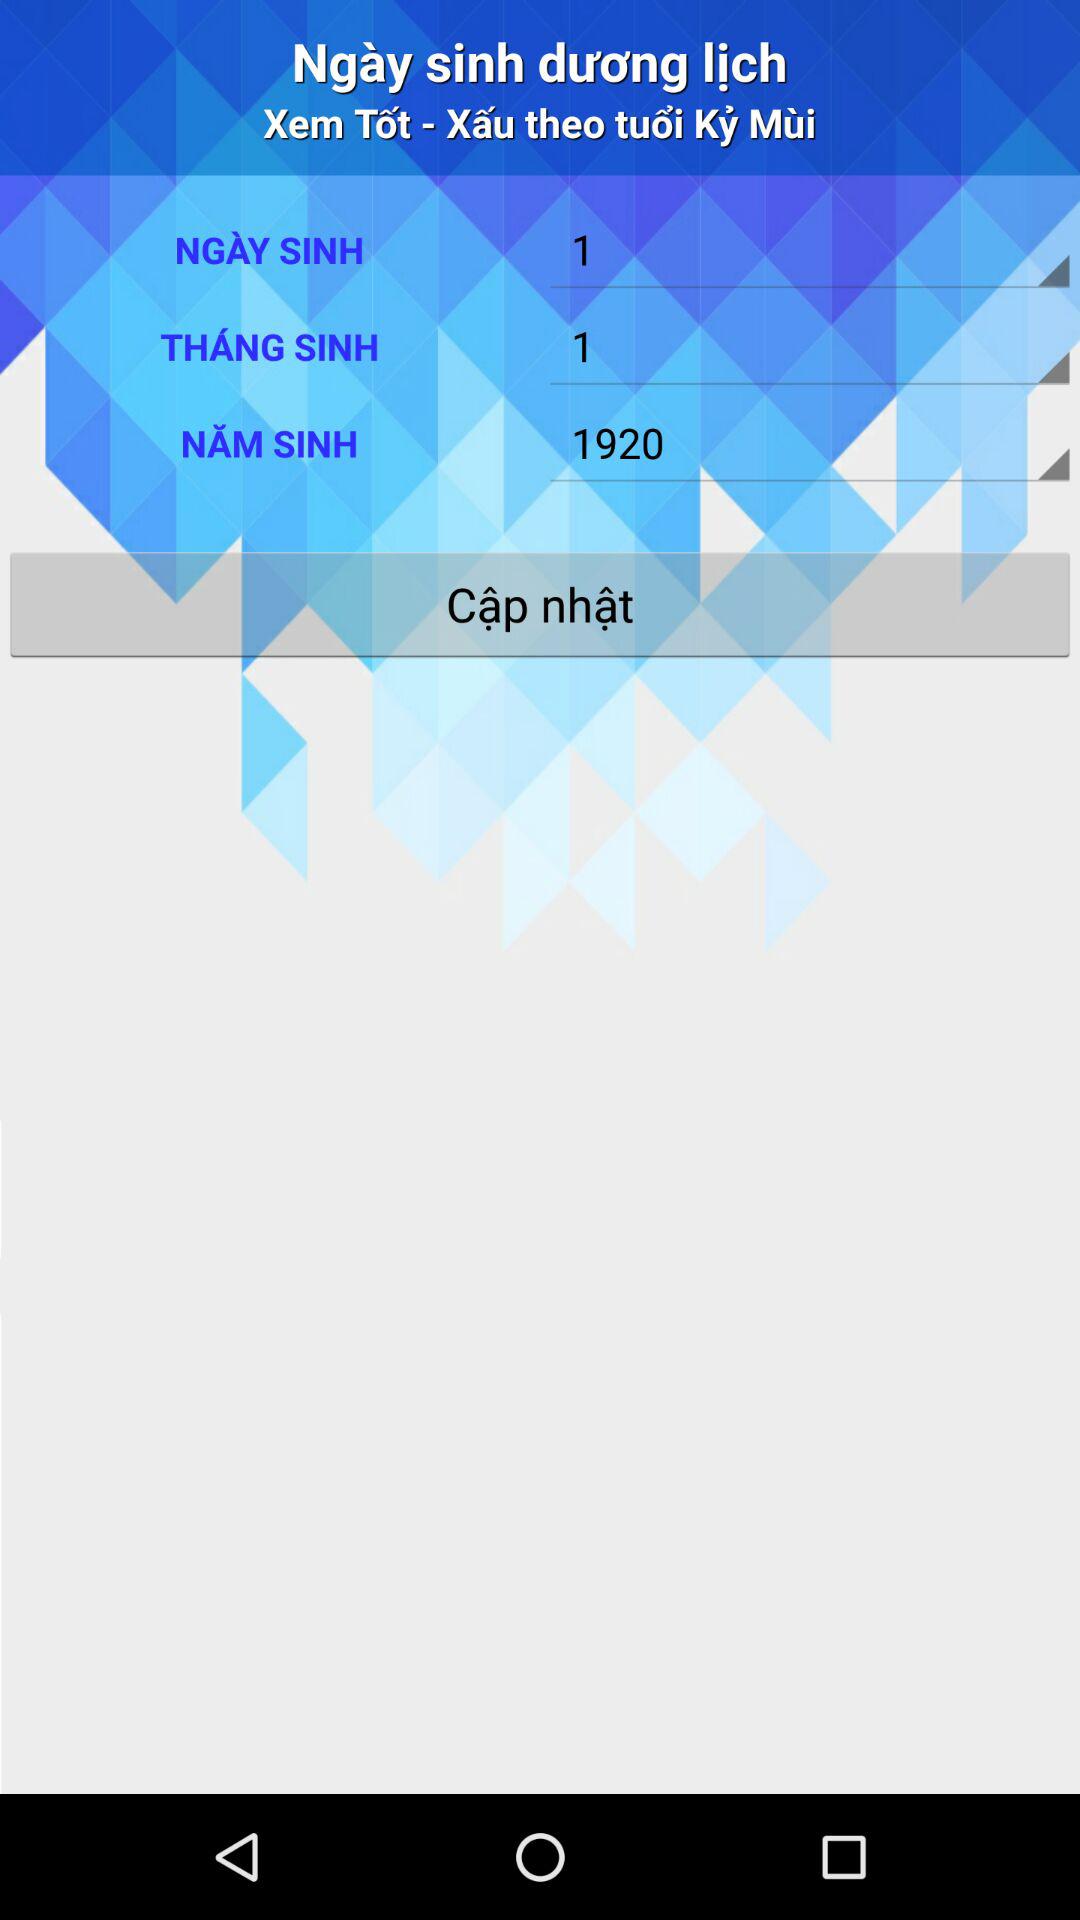 Ngày sinh dương lịch
Xem Tốt - Xấu theo tuổi Kỷ Mùi
NGÀY SINH 1
THÁNG SINH 1
NĂM SINH 1920
Cập nhật